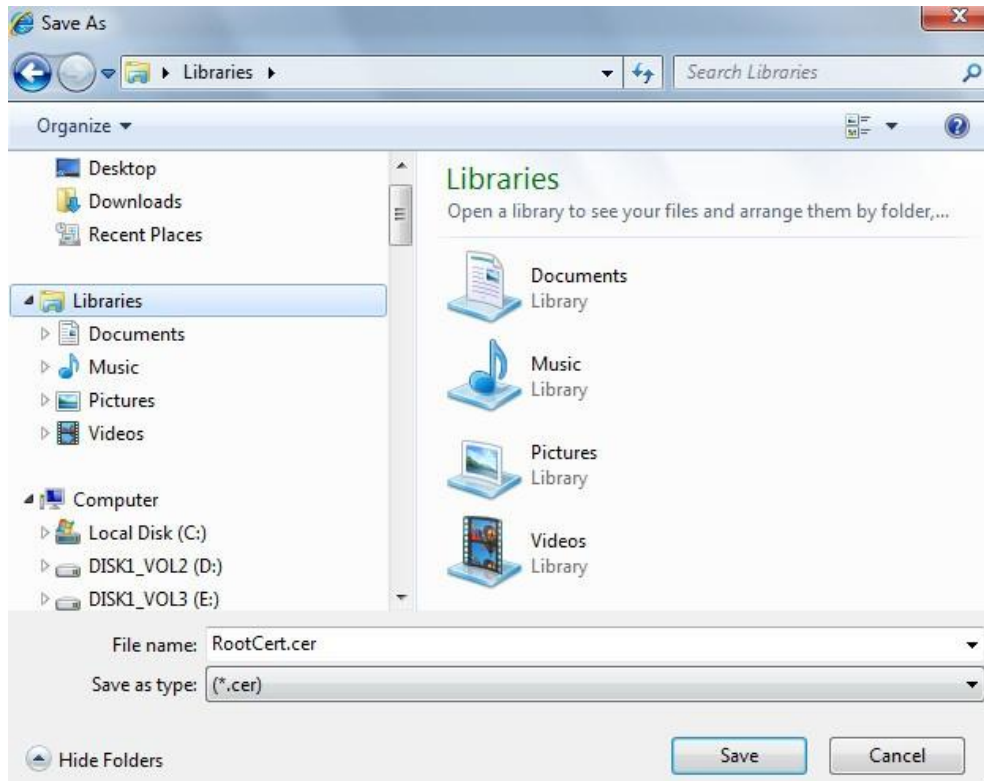 Save As
Libraries
Search Libraries
Organize
Desktop
Downloads
Recent Places
Libraries
Documents
Music
Pictures
Videos
Computer
Local Disk (C:)
DISK1_VOL2 (D:)
DISK1_VOL3 (E:)
Libraries
Open a library to see your files and arrange them by folder,...
Documents
Library
Music
Library
Pictures
Library
Videos
Library
File name: RootCert.cer
Save as type: (*.cer)
Hide Folders
Save Cancel